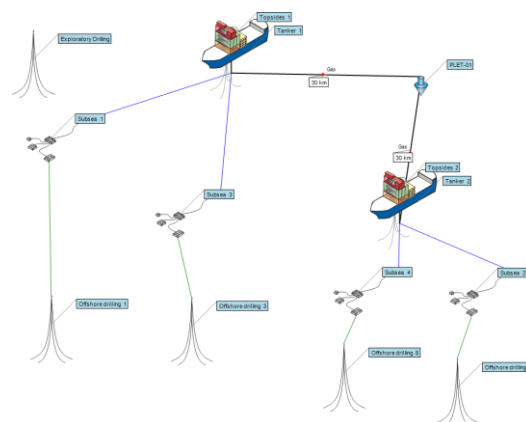 Topsides 1
Tanker 1
Exploratory Drilling
Gas
30 km
PLET-01
Subsea 1
Gas
30 km
Topsides 2
Tanker 2
Subsea 3
Subsea 4
Subsea 2
Offshore drilling 1
Offshore drilling 3
Offshore drilling 5
Offshore drilling